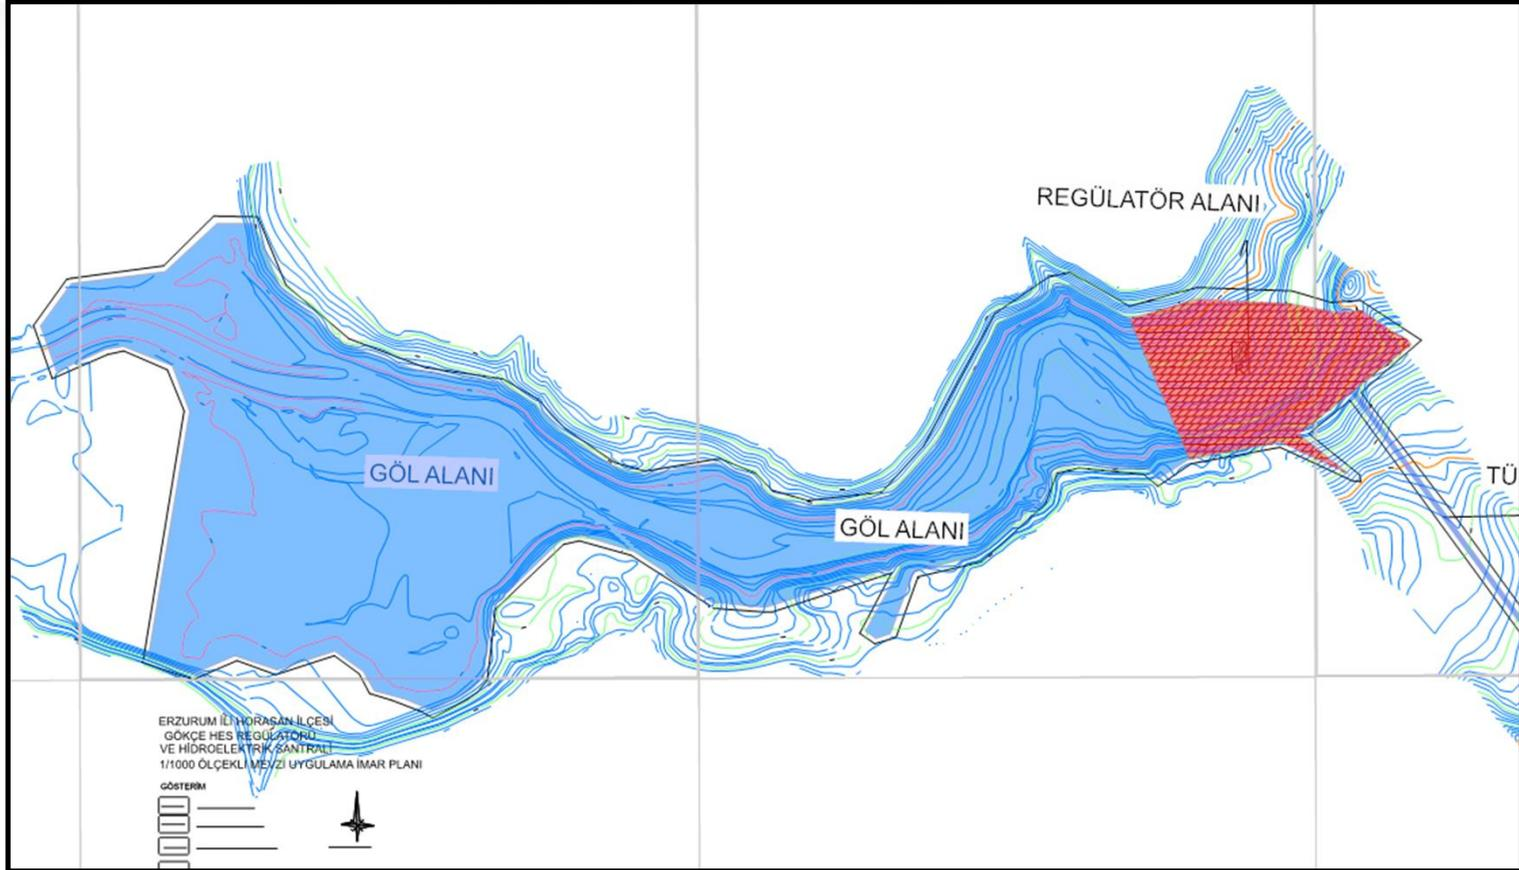 REGÜLATÖR ALANI
GÖL ALANI
TÜ
GÖL ALANI
ERZURUM İLİ HORASAN İLÇESİ
GÖKÇE HES REGÜLATÖRÜ
VE HİDROELEKTRİK SANTRALİ
1/1000 ÖLÇEKLİ MEVZİ UYGULAMA İMAR PLANI
GÖSTERİM